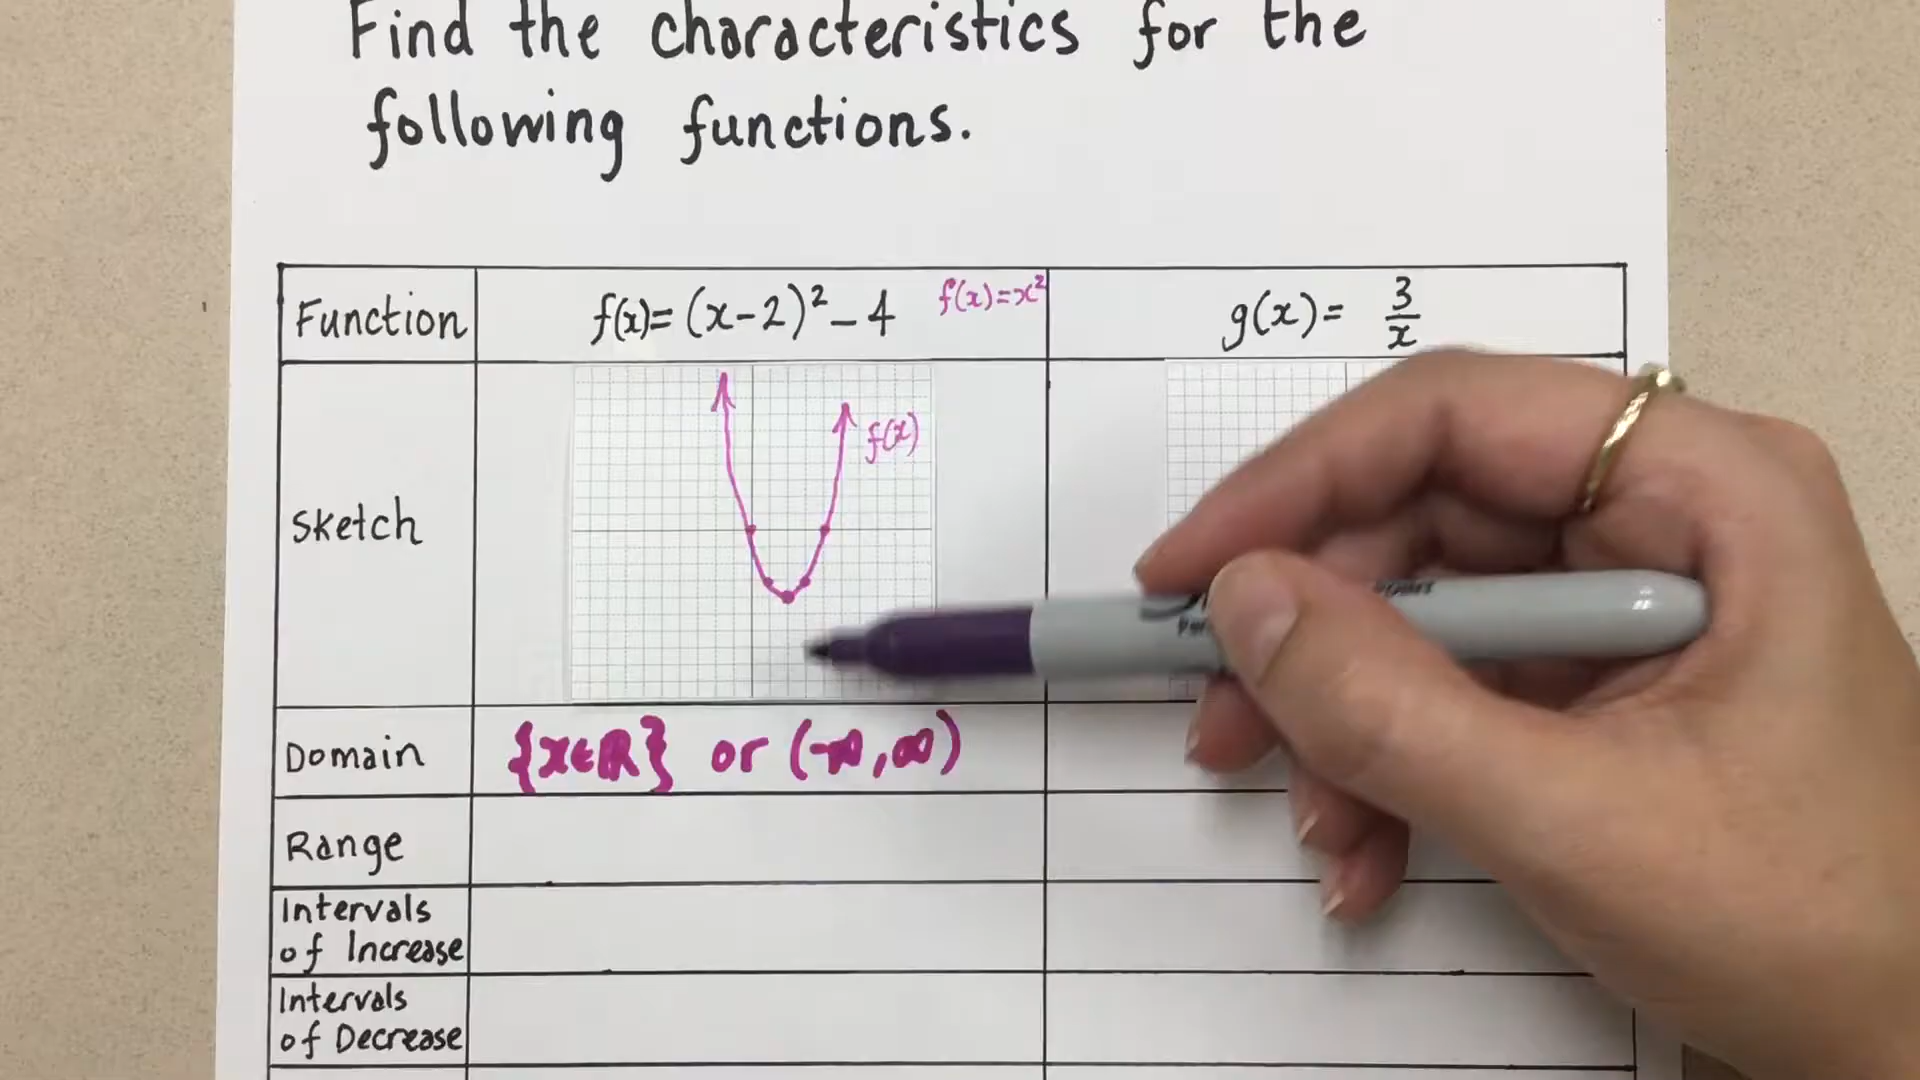 Find the characteristics for the
following functions.
Function
f(x)= (x-2)² - 4
f(x)=x²
g(x)= 3/x
Sketch
f(x)
Domain
{x∈ℝ} or (-∞,∞)
Range
Intervals
of Increase
Intervals
of Decrease